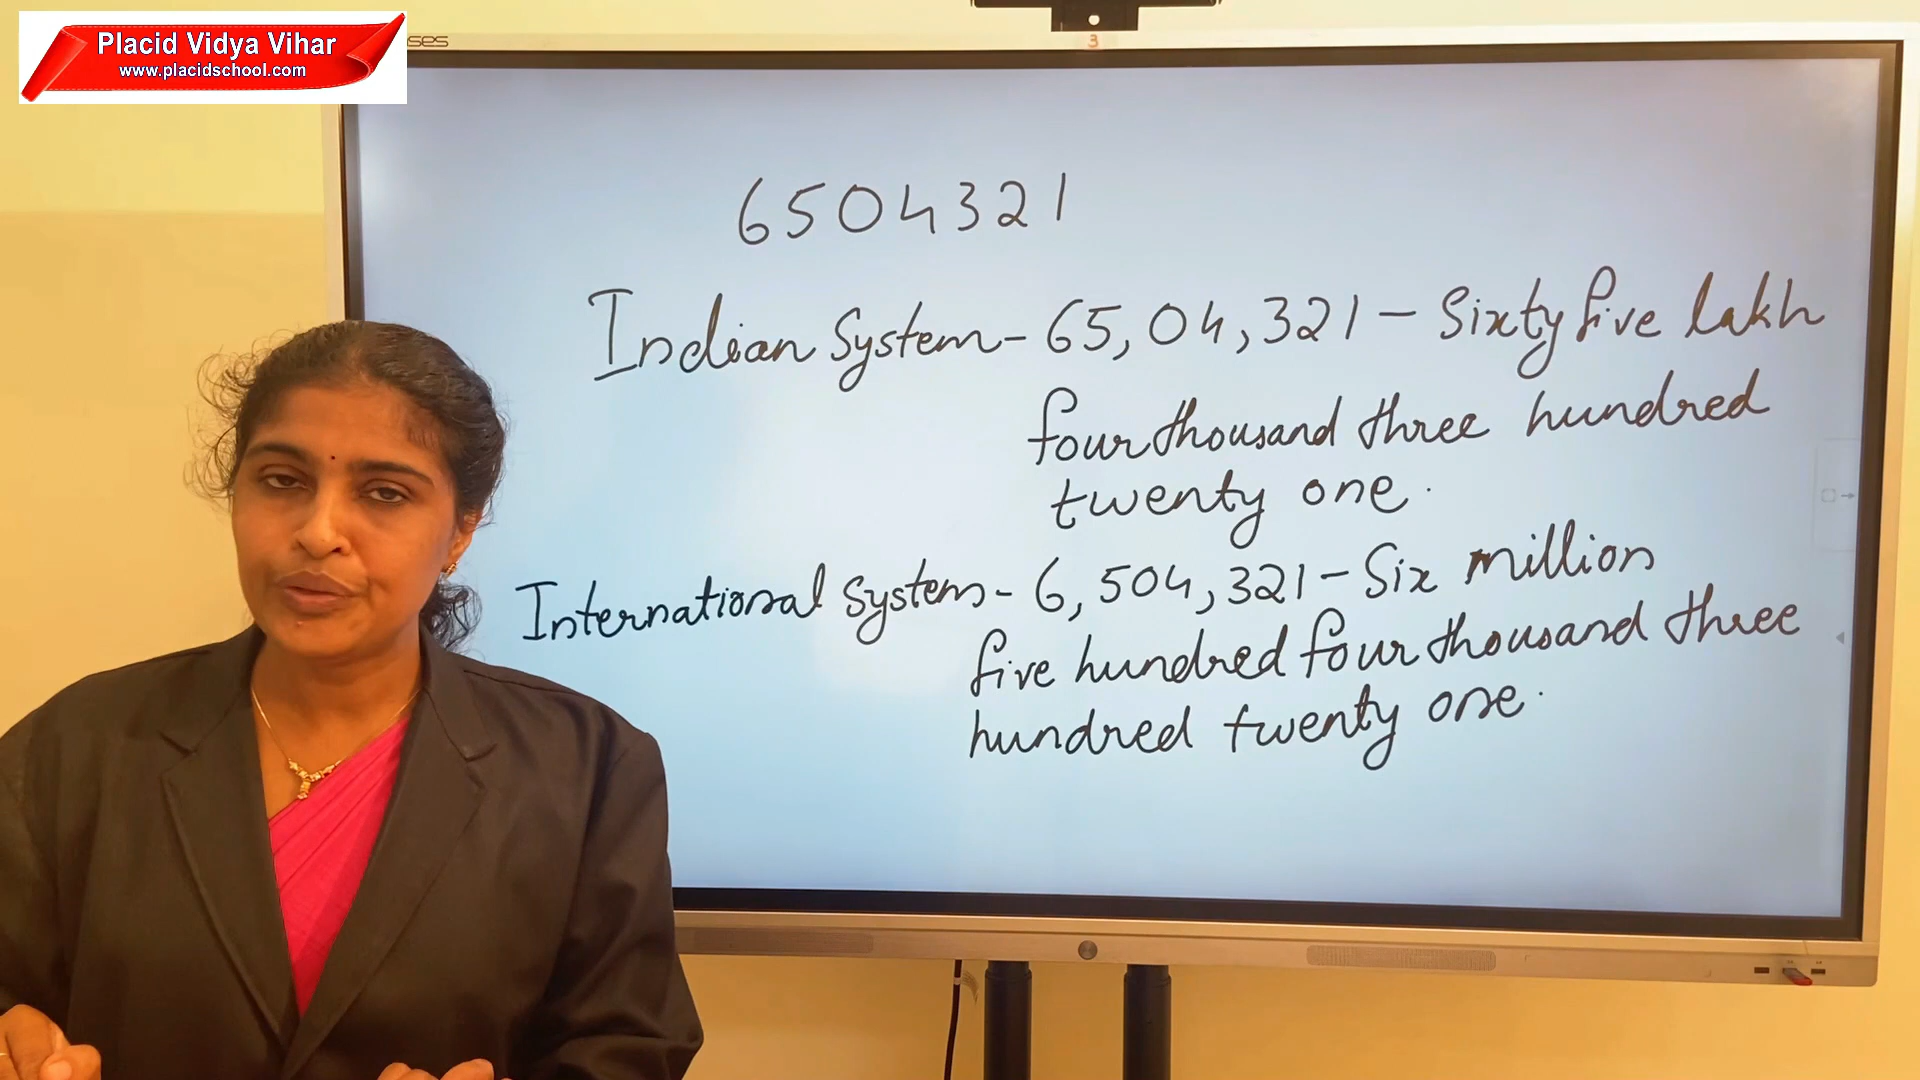 Placid Vidya Vihar
www.placidschool.com
3
6504321
Indian System - 65,04,321 - Sixty five lakh
four thousand three hundred
twenty one.
International System - 6,504,321 - Six million
five hundred four thousand three
hundred twenty one.